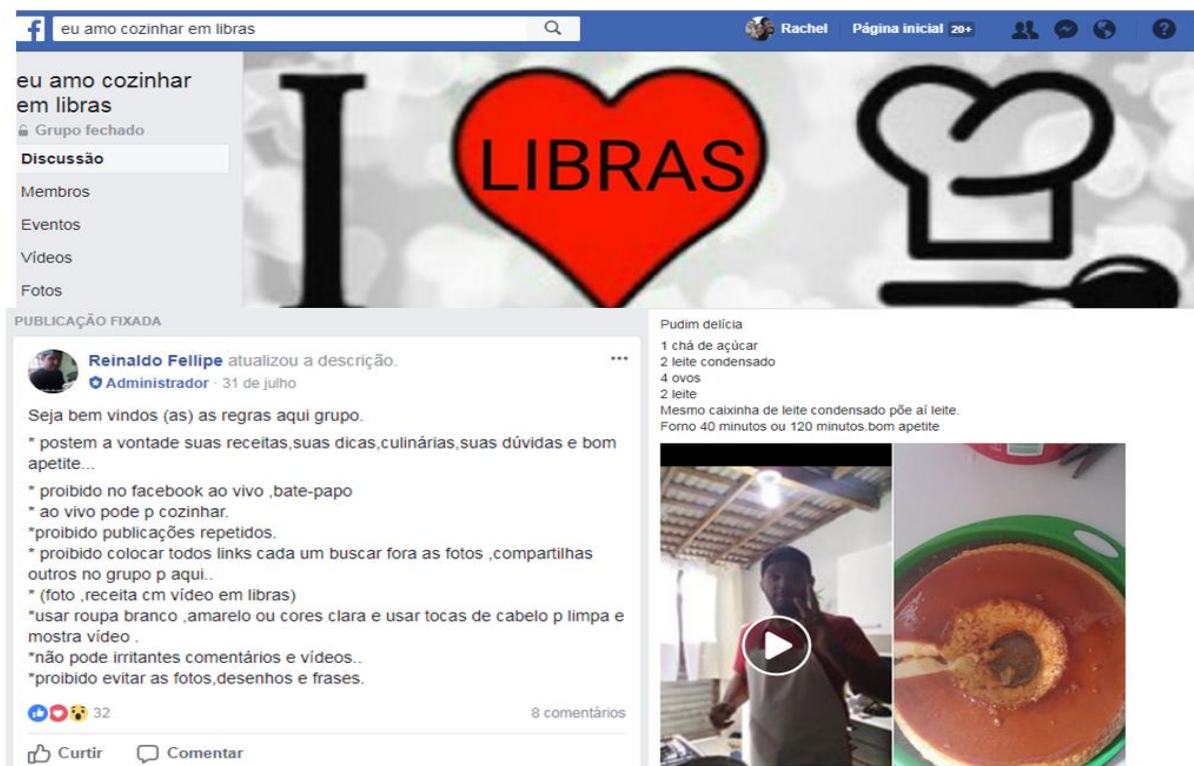 eu amo cozinhar em libras
Rachel
Página inicial 20+
eu amo cozinhar
em libras
Grupo fechado
Discussão
Membros
Eventos
Vídeos
Fotos
I LIBRAS
PUBLICAÇÃO FIXADA
Reinaldo Fellipe atualizou a descrição.
Administrador · 31 de julho
Seja bem vindos (as) as regras aqui grupo.
* postem a vontade suas receitas,suas dicas,culinárias,suas dúvidas e bom
apetite...
* proibido no facebook ao vivo ,bate-papo
* ao vivo pode p cozinhar.
*proibido publicações repetidos.
* proibido colocar todos links cada um buscar fora as fotos ,compartilhas
outros no grupo p aqui..
* (foto ,receita cm vídeo em libras)
*usar roupa branco ,amarelo ou cores clara e usar tocas de cabelo p limpa e
mostra vídeo .
*não pode irritantes comentários e vídeos..
*proibido evitar as fotos,desenhos e frases.
32
8 comentários
Curtir
Comentar
Pudim delícia
1 chá de açúcar
2 leite condensado
4 ovos
2 leite
Mesmo caixinha de leite condensado põe aí leite.
Forno 40 minutos ou 120 minutos.bom apetite